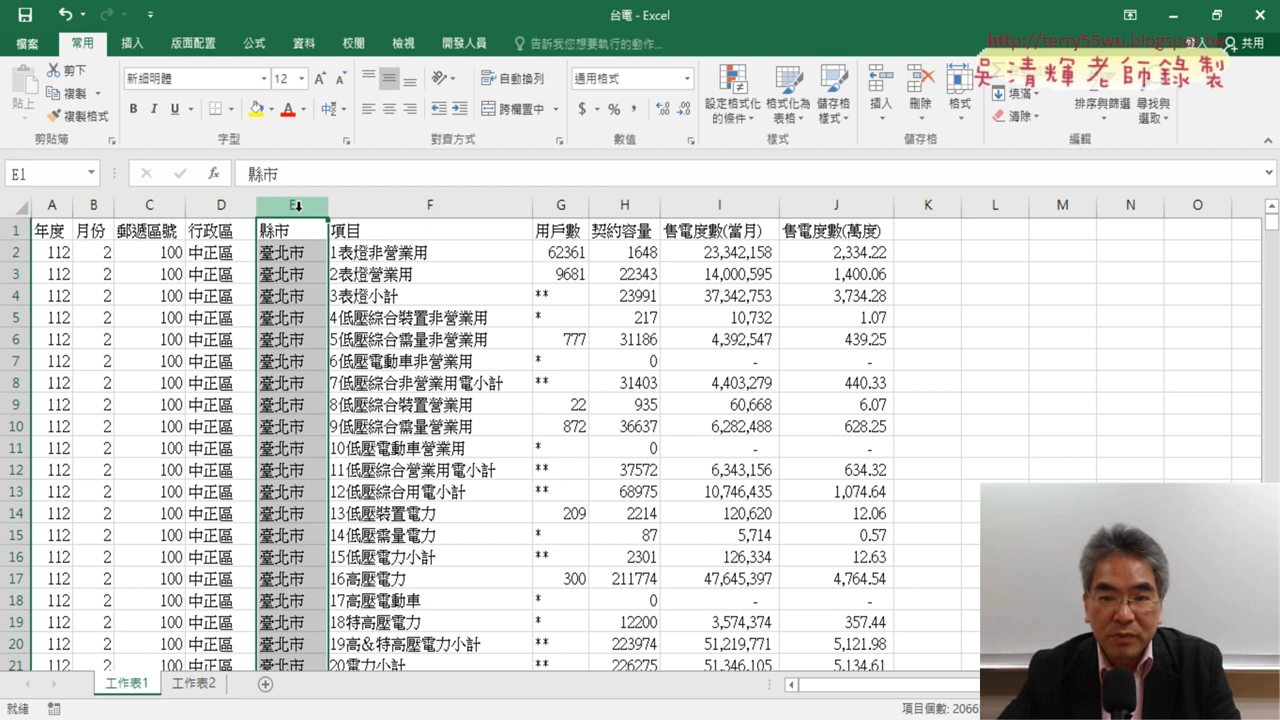 台電 - Excel
http://terry55wu.blogspot.tw
檔案 常用 插入 版面配置 公式 資料 校閱 檢視 開發人員 告訴我您想要執行的動作... 共用
吳清輝老師錄製
貼上 剪下 複製 複製格式 剪貼簿
新細明體 12 B I U 中 字型
自動換列 跨欄置中 對齊方式
通用格式 $ % , 數值
設定格式化的條件 格式化為表格 儲存格樣式 樣式
插入 刪除 格式 儲存格
填滿 清除 排序與篩選 尋找與選取 編輯
E1 fx 縣市
A B C D E F G H I J K L M N O
1 年度 月份 郵遞區號 行政區 縣市 項目 用戶數 契約容量 售電度數(當月) 售電度數(萬度)
2 112 2 100 中正區 臺北市 1表燈非營業用 62361 1648 23,342,158 2,334.22
3 112 2 100 中正區 臺北市 2表燈營業用 9681 22343 14,000,595 1,400.06
4 112 2 100 中正區 臺北市 3表燈小計 ** 23991 37,342,753 3,734.28
5 112 2 100 中正區 臺北市 4低壓綜合裝置非營業用 * 217 10,732 1.07
6 112 2 100 中正區 臺北市 5低壓綜合需量非營業用 777 31186 4,392,547 439.25
7 112 2 100 中正區 臺北市 6低壓電動車非營業用 * 0 - -
8 112 2 100 中正區 臺北市 7低壓綜合非營業用電小計 ** 31403 4,403,279 440.33
9 112 2 100 中正區 臺北市 8低壓綜合裝置營業用 22 935 60,668 6.07
10 112 2 100 中正區 臺北市 9低壓綜合需量營業用 872 36637 6,282,488 628.25
11 112 2 100 中正區 臺北市 10低壓電動車營業用 * 0 - -
12 112 2 100 中正區 臺北市 11低壓綜合營業用電小計 ** 37572 6,343,156 634.32
13 112 2 100 中正區 臺北市 12低壓綜合用電小計 ** 68975 10,746,435 1,074.64
14 112 2 100 中正區 臺北市 13低壓裝置電力 209 2214 120,620 12.06
15 112 2 100 中正區 臺北市 14低壓需量電力 * 87 5,714 0.57
16 112 2 100 中正區 臺北市 15低壓電力小計 ** 2301 126,334 12.63
17 112 2 100 中正區 臺北市 16高壓電力 300 211774 47,645,397 4,764.54
18 112 2 100 中正區 臺北市 17高壓電動車 * 0 - -
19 112 2 100 中正區 臺北市 18特高壓電力 * 12200 3,574,374 357.44
20 112 2 100 中正區 臺北市 19高&特高壓電力小計 ** 223974 51,219,771 5,121.98
21 112 2 100 中正區 臺北市 20電力小計 ** 226275 51,346,105 5,134.61
工作表1 工作表2
就緒 項目個數: 2066